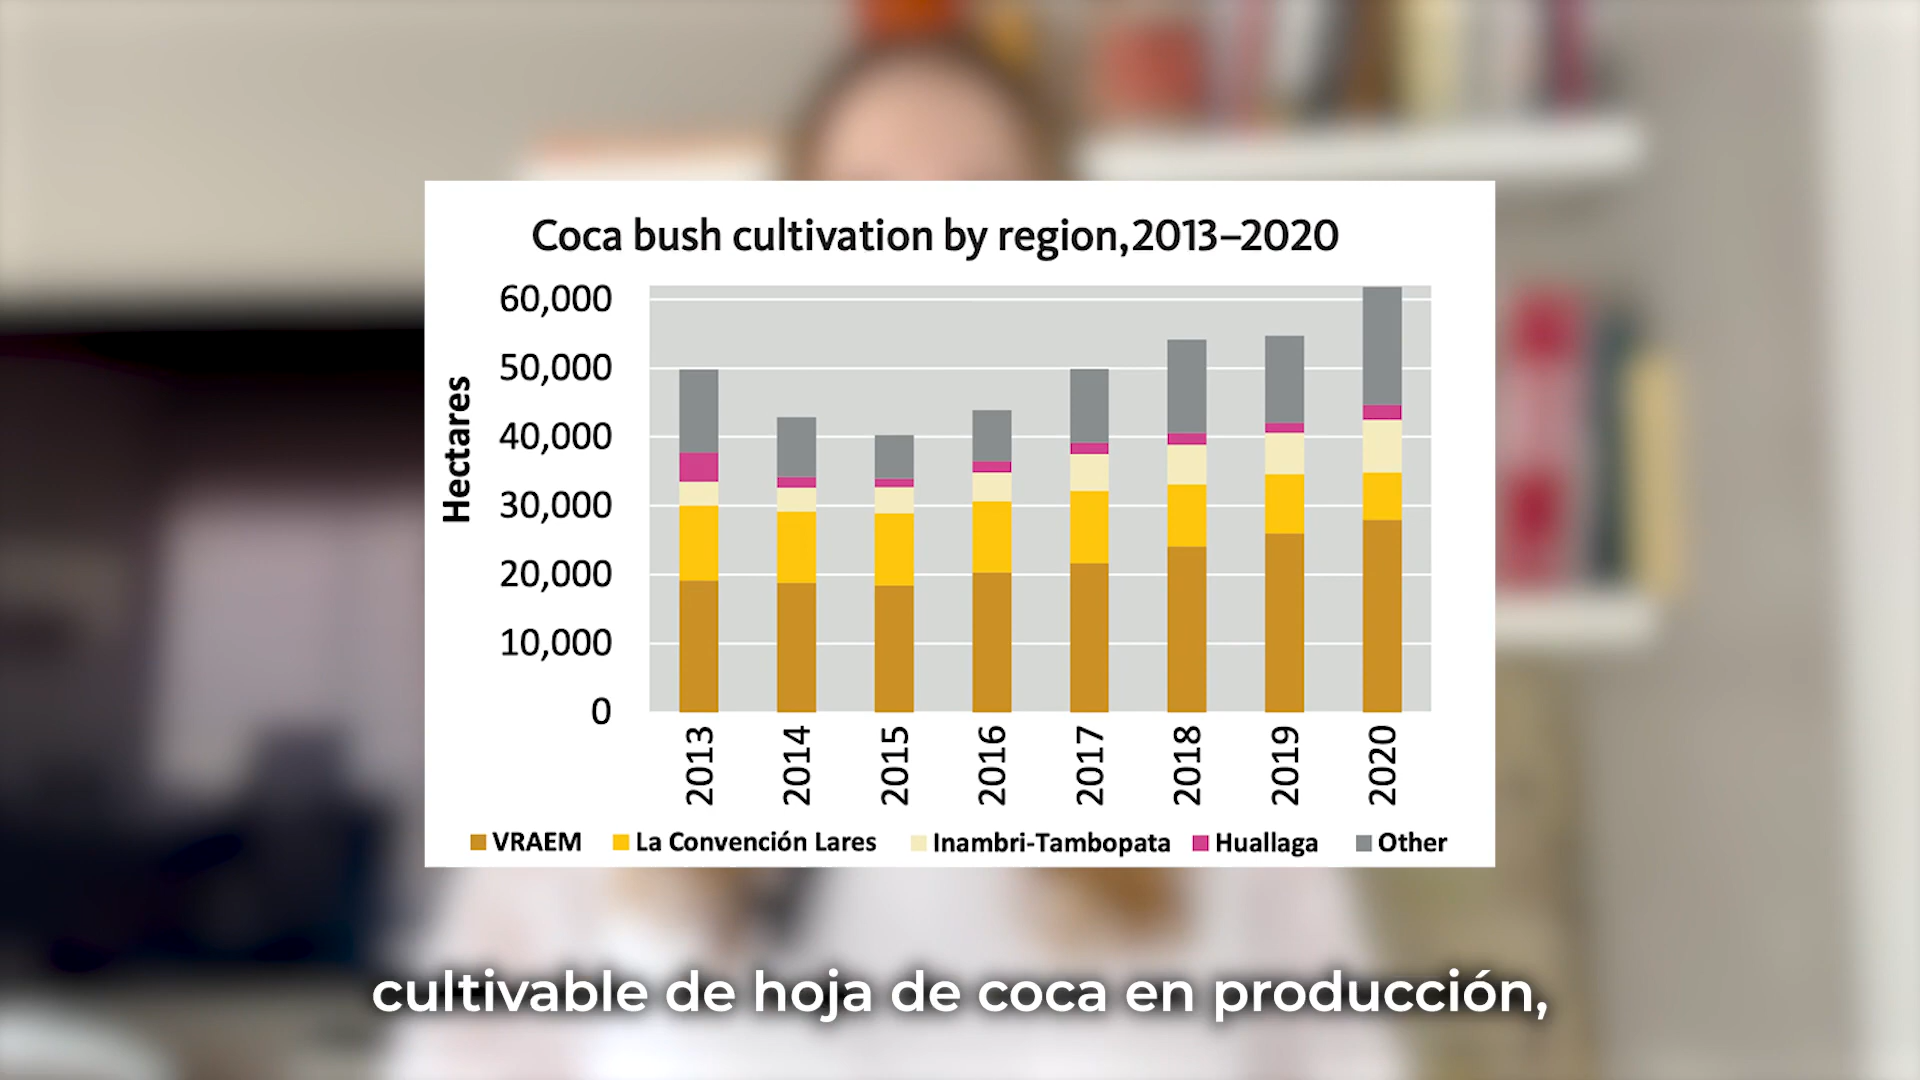 Coca bush cultivation by region,2013–2020
Hectares
60,000
50,000
40,000
30,000
20,000
10,000
0
2013 2014 2015 2016 2017 2018 2019 2020
VRAEM La Convención Lares Inambri-Tambopata Huallaga Other
cultivable de hoja de coca en producción,